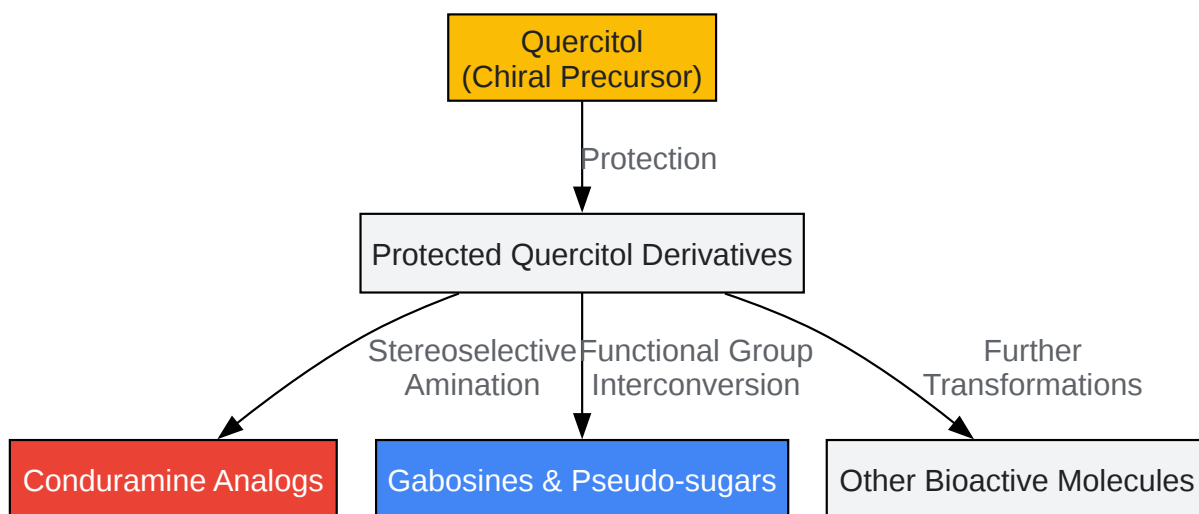 Quercitol
(Chiral Precursor)
Protection
Protected Quercitol Derivatives
Stereoselective
Amination
Functional Group
Interconversion
Further
Transformations
Conduramine Analogs
Gabosines & Pseudo-sugars
Other Bioactive Molecules